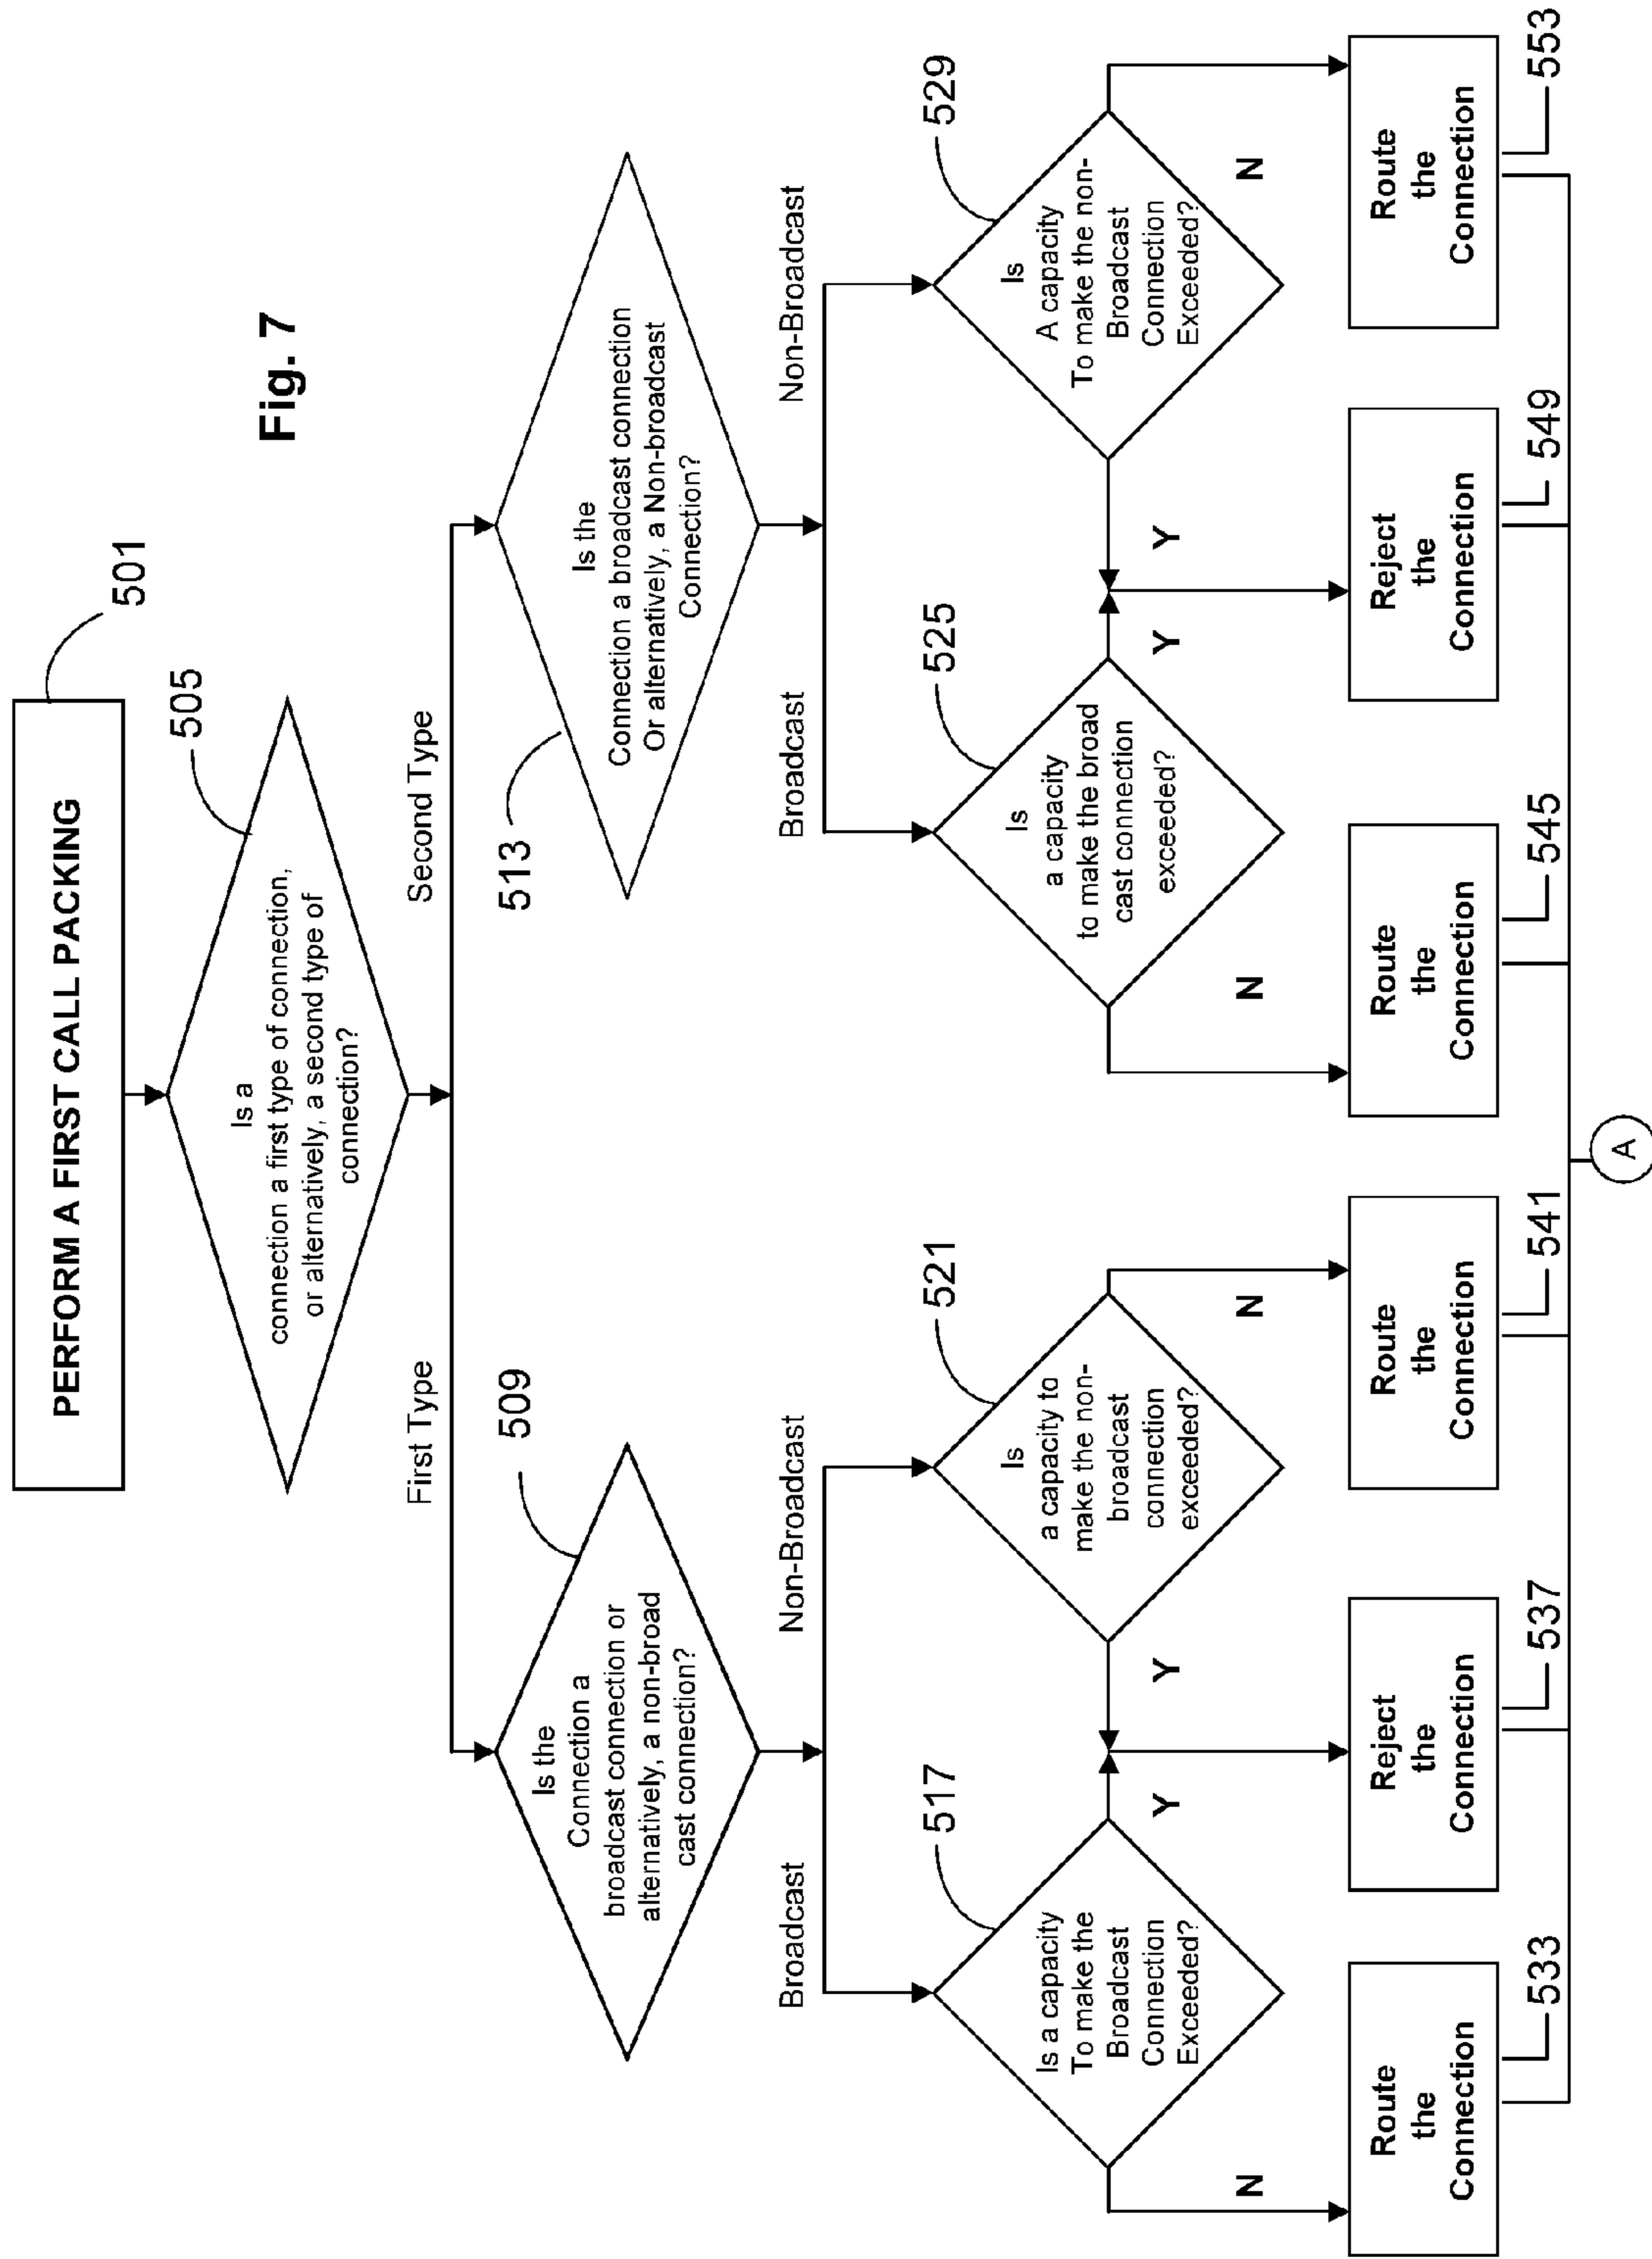 Fig. 7
PERFORM A FIRST CALL PACKING
501
505
Is a
connection a first type of connection,
or alternatively, a second type of
connection?
First Type
Second Type
509
Is the
Connection a
broadcast connection or
alternatively, a non-broad
cast connection?
513
Is the
Connection a broadcast connection
Or alternatively, a Non-broadcast
Connection?
Broadcast
Non-Broadcast
Broadcast
Non-Broadcast
517
Is a capacity
To make the
Broadcast
Connection
Exceeded?
521
Is
a capacity to
make the non-
broadcast
connection
exceeded?
525
Is
a capacity
to make the broad
cast connection
exceeded?
529
Is
A capacity
To make the non-
Broadcast
Connection
Exceeded?
N
Y
Y
N
N
Y
Y
N
Route
the
Connection
533
Reject
the
Connection
537
Route
the
Connection
541
Route
the
Connection
545
Reject
the
Connection
549
Route
the
Connection
553
A